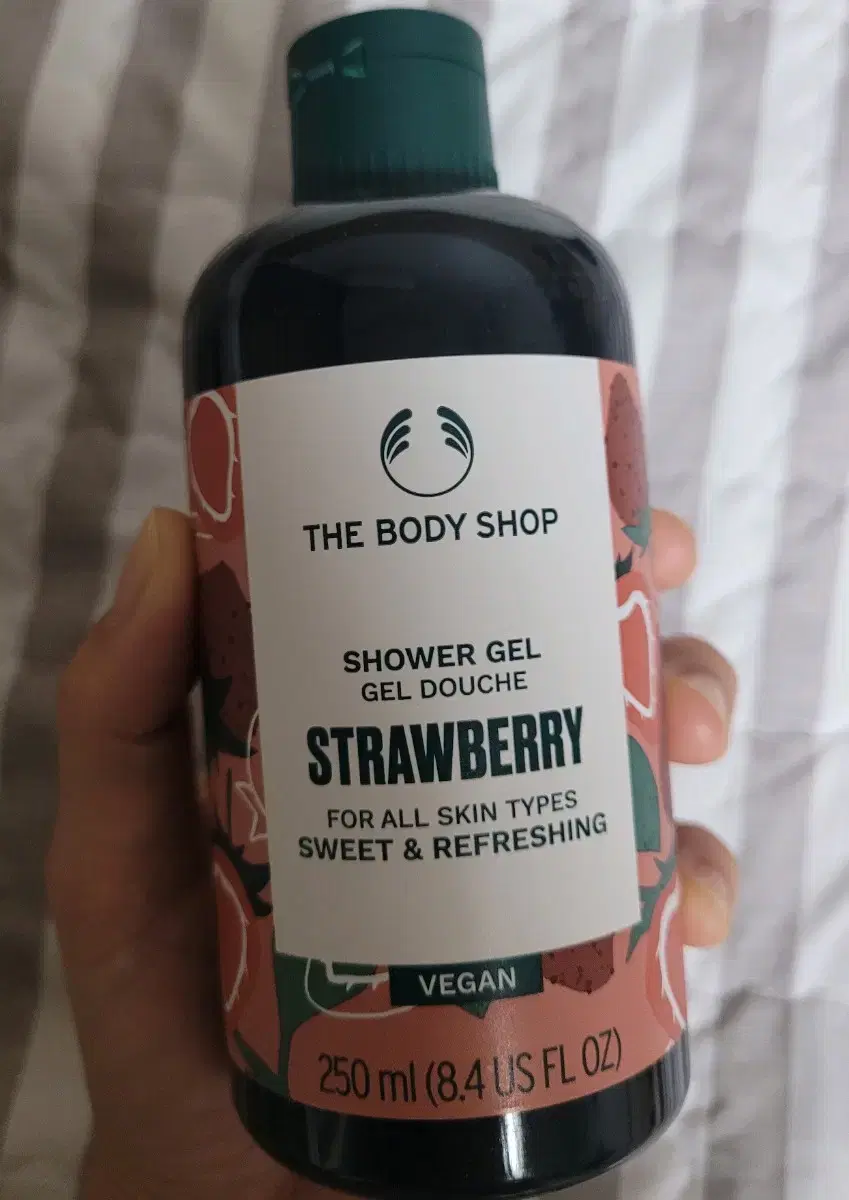 THE BODY SHOP
SHOWER GEL
GEL DOUCHE
STRAWBERRY
FOR ALL SKIN TYPES
SWEET & REFRESHING
VEGAN
250 ml (8.4 US FL OZ)